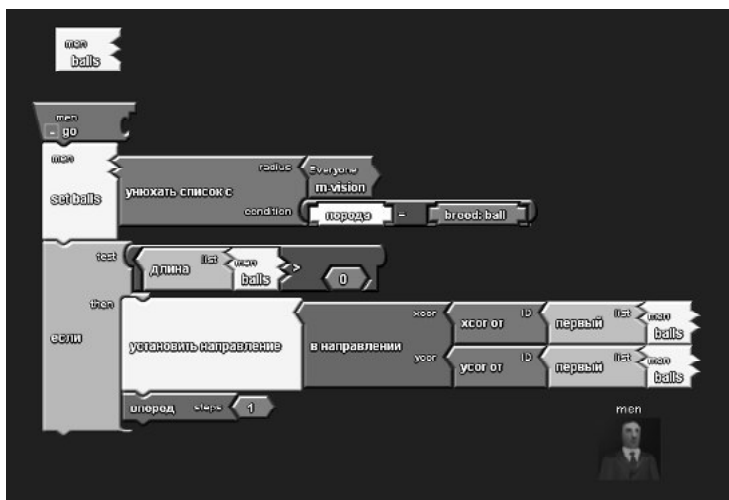 men
balls
men
- go
men
set balls
унюхать список с
radius
Everyone
m-vision
condition
порода
=
breed: ball
test
длина
list
men
balls
>
0
если
then
установить направление
в направлении
xcor
xcor от
ID
первый
list
men
balls
ycor
ycor от
ID
первый
list
men
balls
вперед
steps
1
men